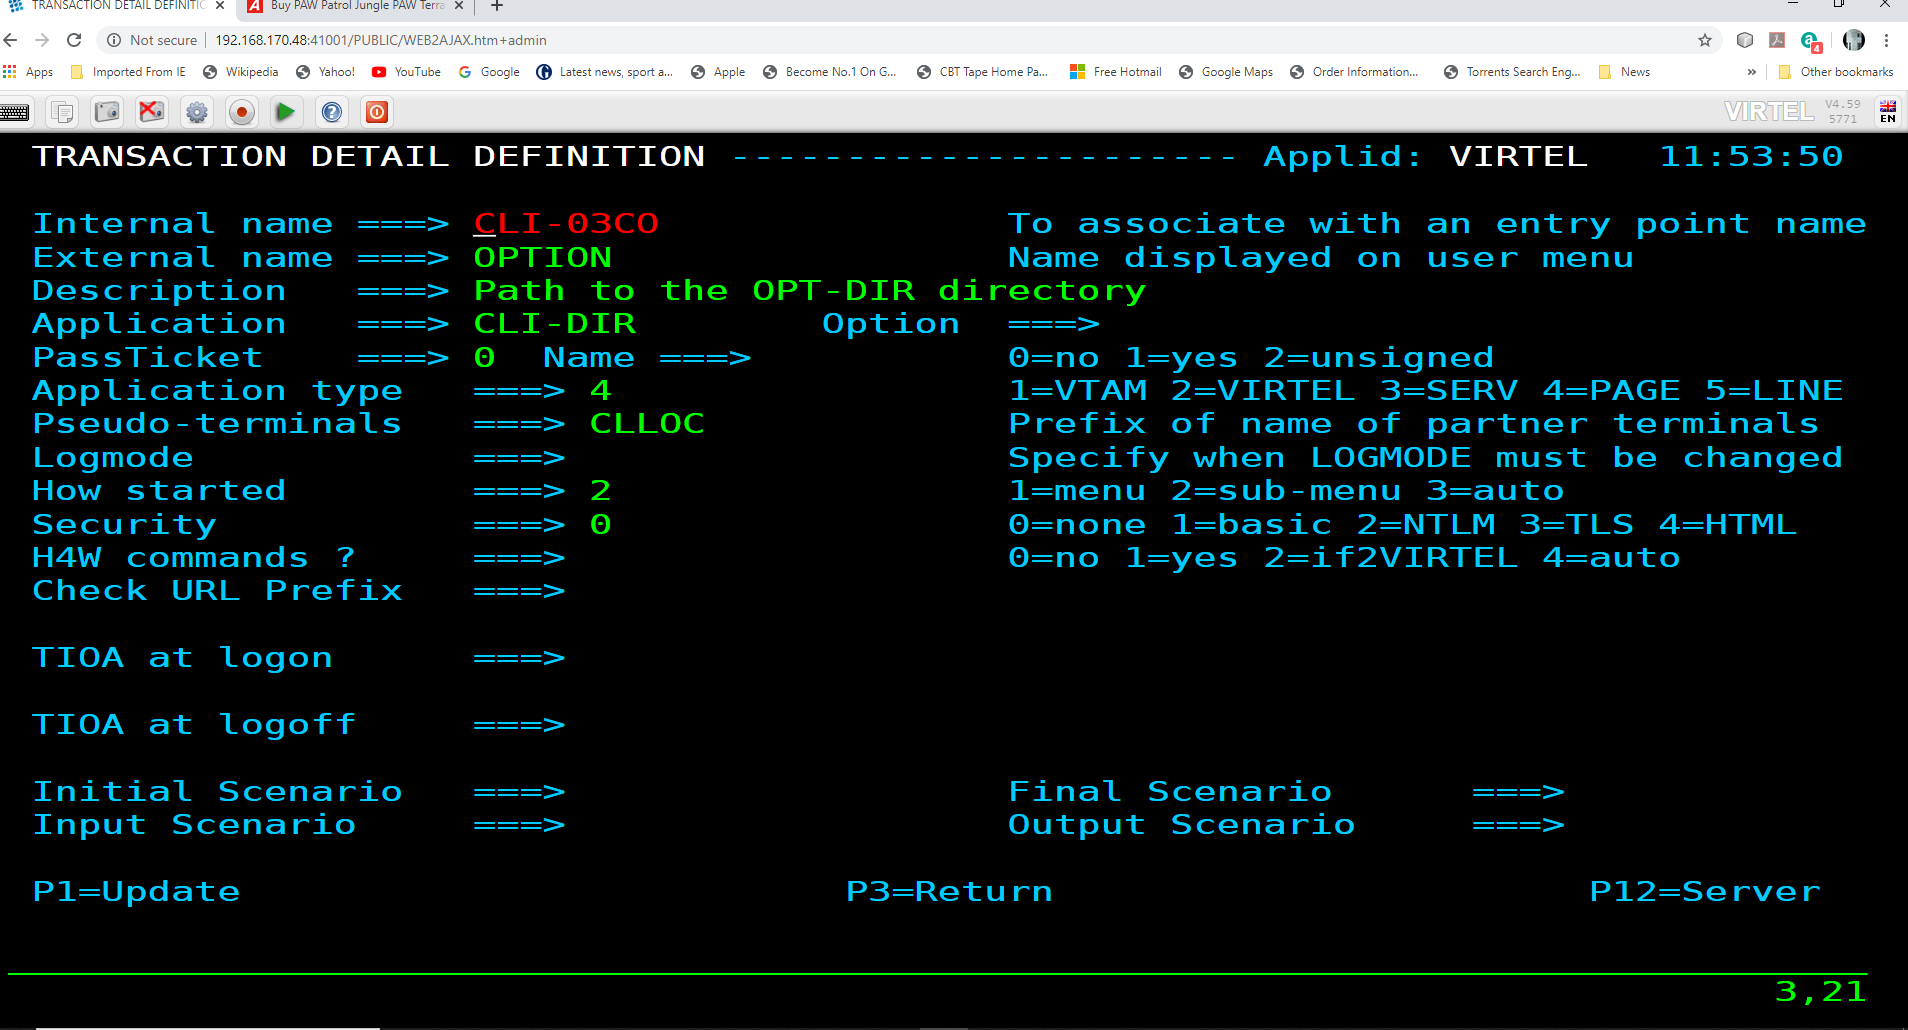 TRANSACTION DETAIL DEFINITIO
Buy PAW Patrol Jungle PAW Terra
Not secure 192.168.170.48:41001/PUBLIC/WEB2AJAX.htm+admin
4
Apps Imported From IE Wikipedia Yahoo! YouTube Google Latest news, sport a... Apple Become No.1 On G... CBT Tape Home Pa... Free Hotmail Google Maps Order Information... Torrents Search Eng... News » Other bookmarks
VIRTEL V4.59 5771 EN
TRANSACTION DETAIL DEFINITION ---------------------- Applid: VIRTEL 11:53:50
Internal name ===> CLI-03CO To associate with an entry point name
External name ===> OPTION Name displayed on user menu
Description ===> Path to the OPT-DIR directory
Application ===> CLI-DIR Option ===>
PassTicket ===> 0 Name ===> 0=no 1=yes 2=unsigned
Application type ===> 4 1=VTAM 2=VIRTEL 3=SERV 4=PAGE 5=LINE
Pseudo-terminals ===> CLLOC Prefix of name of partner terminals
Logmode ===> Specify when LOGMODE must be changed
How started ===> 2 1=menu 2=sub-menu 3=auto
Security ===> 0 0=none 1=basic 2=NTLM 3=TLS 4=HTML
H4W commands ? ===> 0=no 1=yes 2=if2VIRTEL 4=auto
Check URL Prefix ===>
TIOA at logon ===>
TIOA at logoff ===>
Initial Scenario ===> Final Scenario ===>
Input Scenario ===> Output Scenario ===>
P1=Update P3=Return P12=Server
3,21